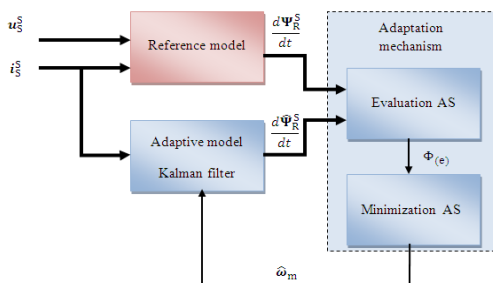 u_S^S
i_S^S
Reference model
dΨ_R^S
dt
Adaptation
mechanism
Evaluation AS
Adaptive model
Kalman filter
dΨ̂_R^S
dt
Φ_(e)
Minimization AS
ω̂_m